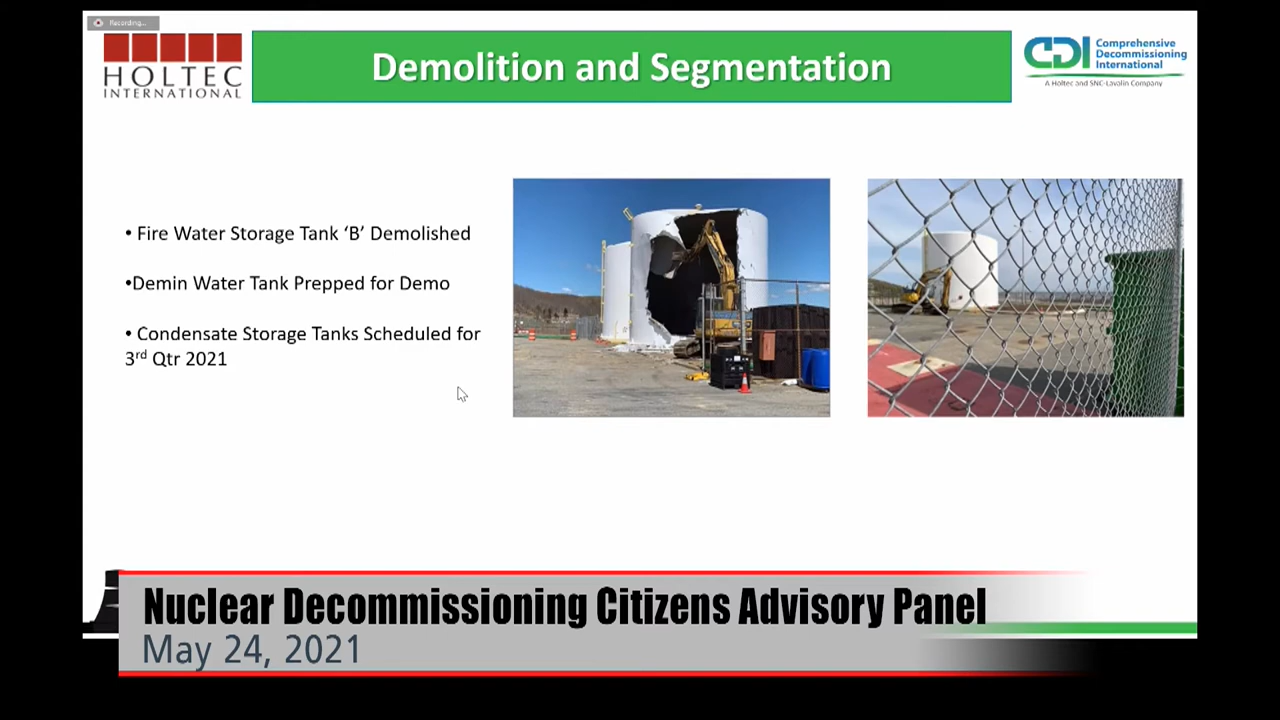 Recording...
HOLTEC
INTERNATIONAL
Demolition and Segmentation
CDI
Comprehensive
Decommissioning
International
A Holtec and SNC-Lavalin Company
• Fire Water Storage Tank ‘B’ Demolished
•Demin Water Tank Prepped for Demo
• Condensate Storage Tanks Scheduled for
3rd Qtr 2021
Nuclear Decommissioning Citizens Advisory Panel
May 24, 2021